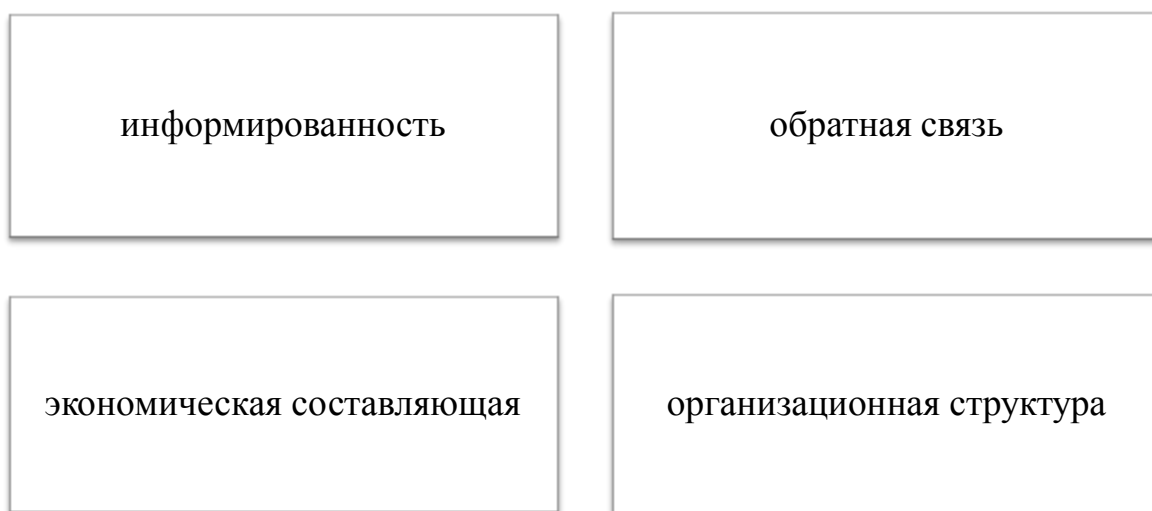 информированность
обратная связь
экономическая составляющая
организационная структура